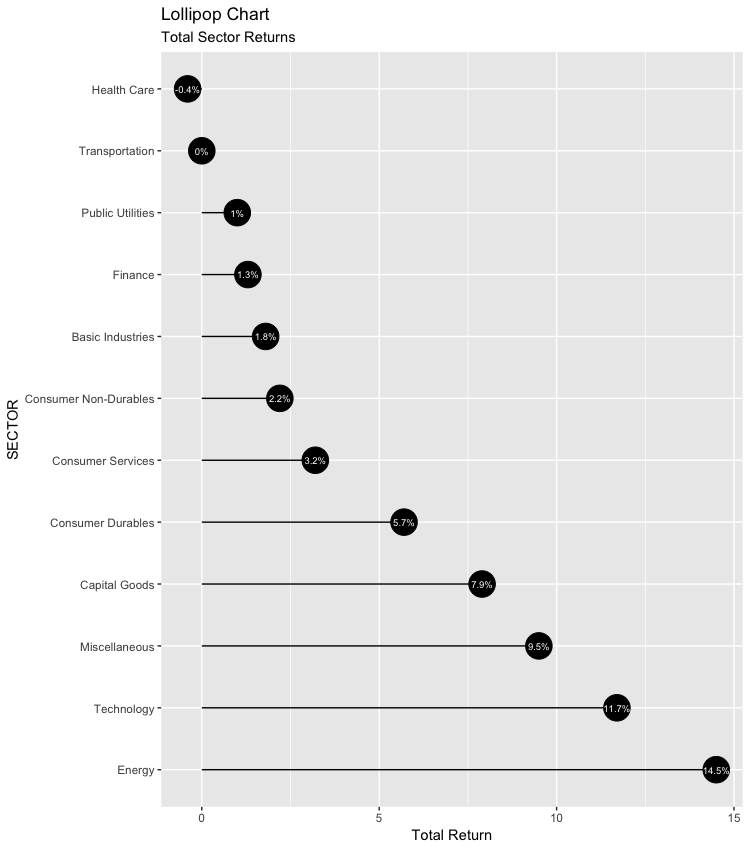 Lollipop Chart
Total Sector Returns
SECTOR
Health Care -0.4%
Transportation 0%
Public Utilities 1%
Finance 1.3%
Basic Industries 1.8%
Consumer Non-Durables 2.2%
Consumer Services 3.2%
Consumer Durables 5.7%
Capital Goods 7.9%
Miscellaneous 9.5%
Technology 11.7%
Energy 14.5%
0 5 10 15
Total Return